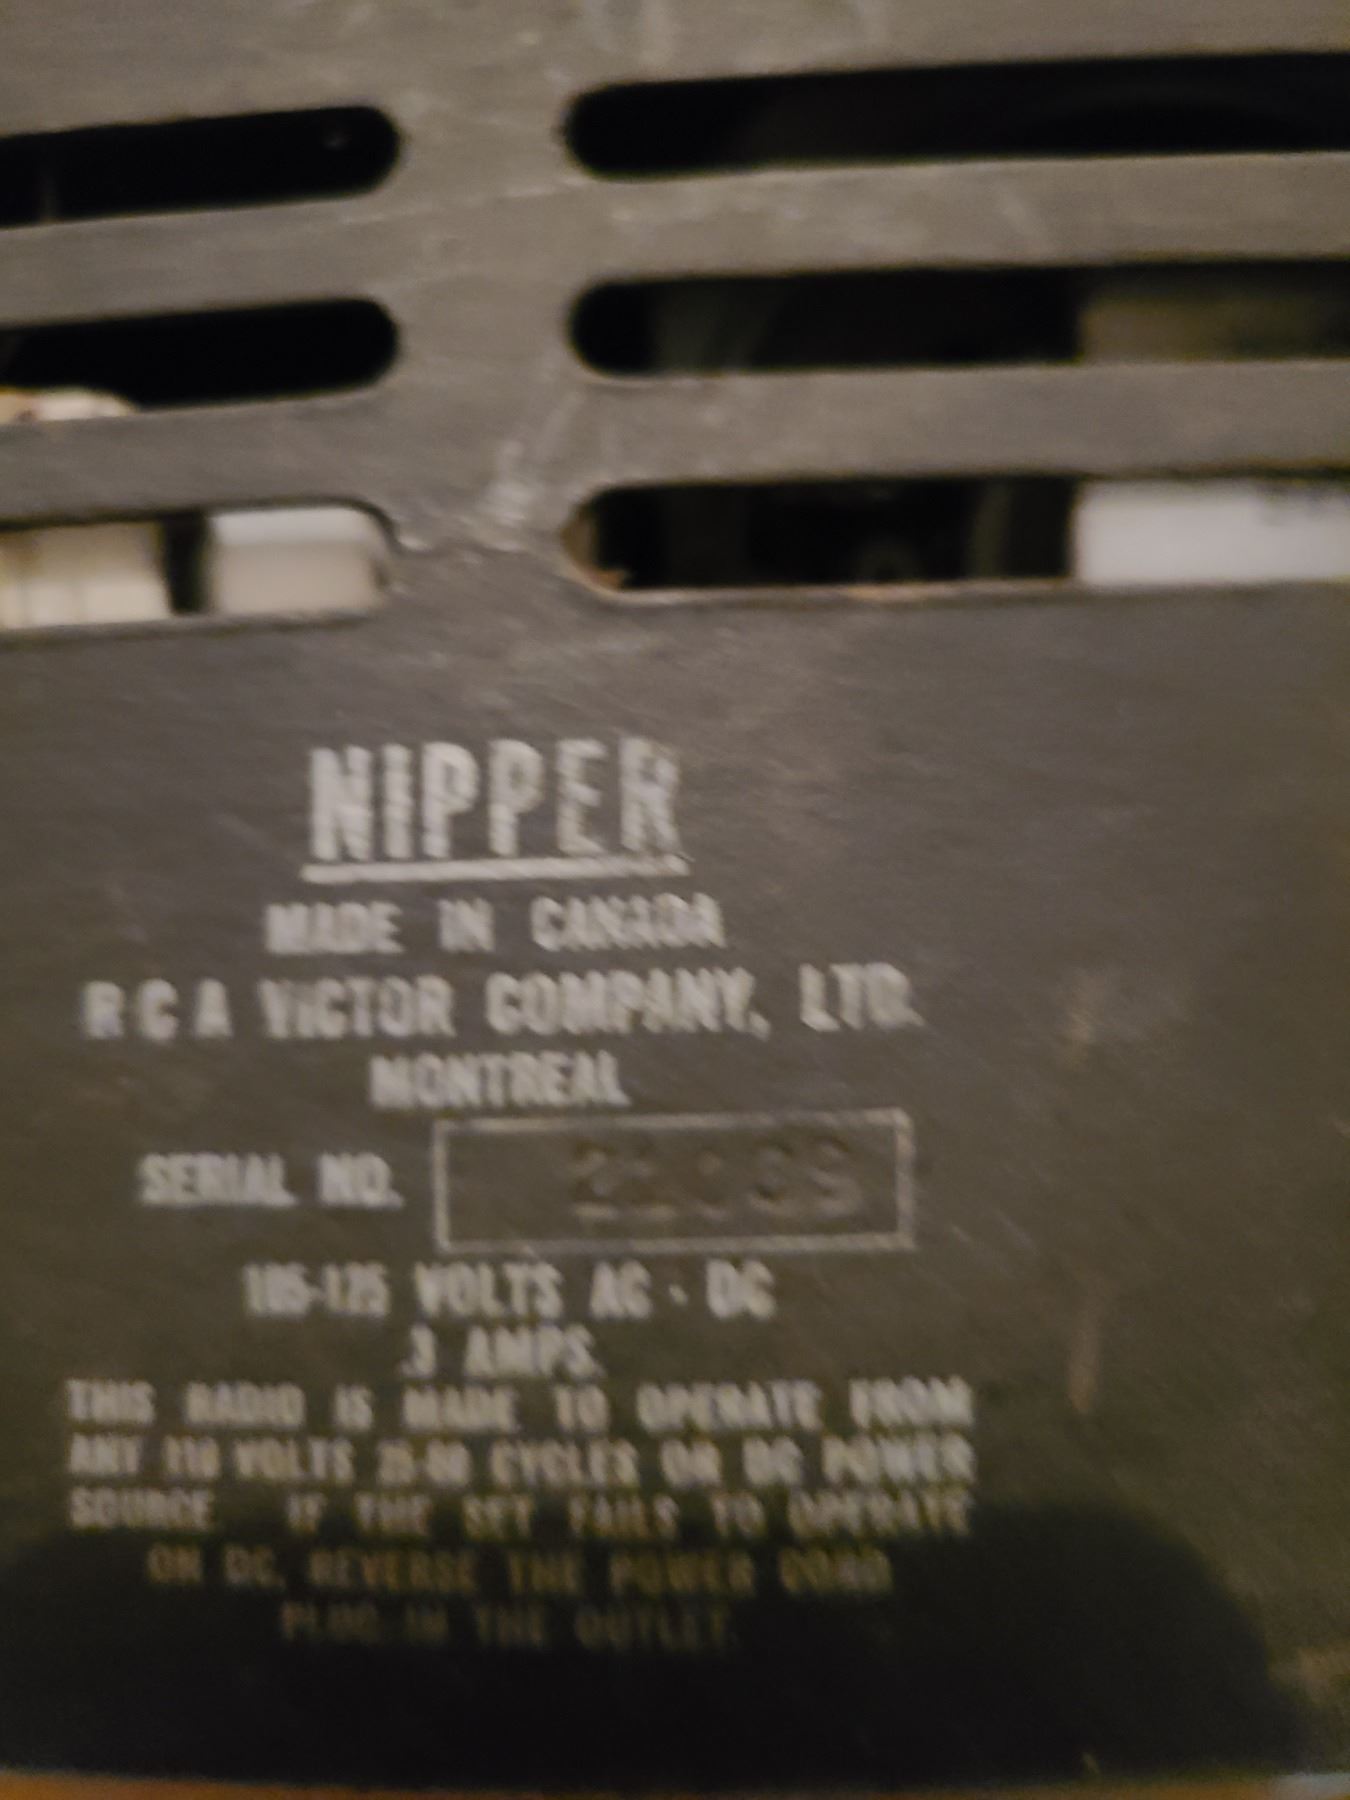 NIPPER
MADE IN CANADA
RCA VICTOR COMPANY, LTD.
MONTREAL
SERIAL NO.
105-125 VOLTS AC - DC
.3 AMPS.
THIS RADIO IS MADE TO OPERATE FROM
ANY 110 VOLTS 25-60 CYCLES OR DC POWER
SOURCE. IF THE SET FAILS TO OPERATE
ON DC, REVERSE THE POWER CORD
PLUG IN THE OUTLET.